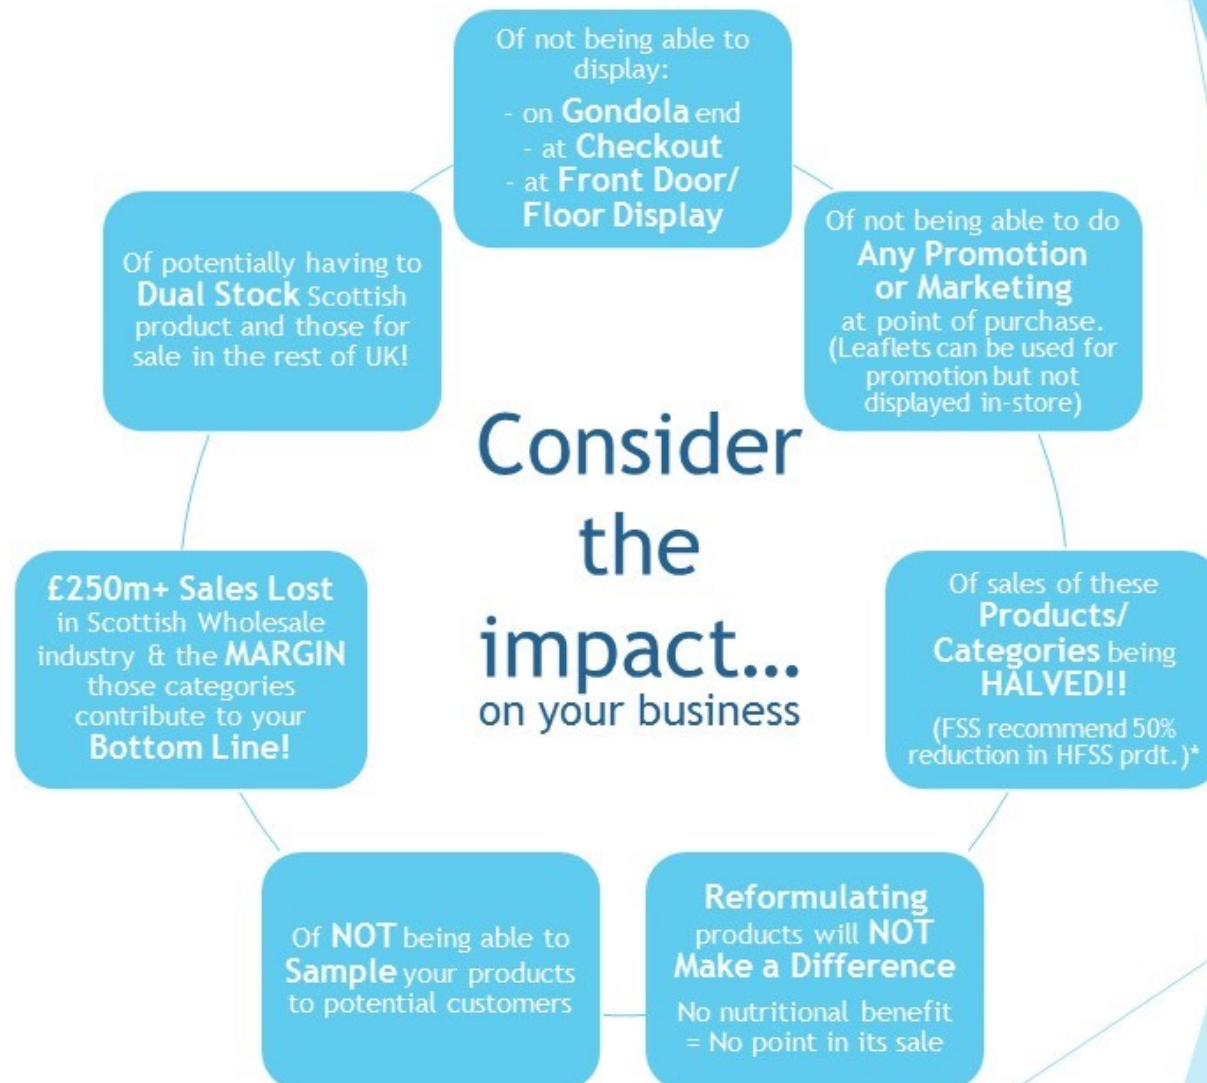 Of not being able to
display:
- on Gondola end
- at Checkout
- at Front Door/
Floor Display
Of not being able to do
Any Promotion
or Marketing
at point of purchase.
(Leaflets can be used for
promotion but not
displayed in-store)
Of sales of these
Products/
Categories being
HALVED!!
(FSS recommend 50%
reduction in HFSS prdt.)*
Reformulating
products will NOT
Make a Difference
No nutritional benefit
= No point in its sale
Of NOT being able to
Sample your products
to potential customers
£250m+ Sales Lost
in Scottish Wholesale
industry & the MARGIN
those categories
contribute to your
Bottom Line!
Of potentially having to
Dual Stock Scottish
product and those for
sale in the rest of UK!
Consider
the
impact...
on your business